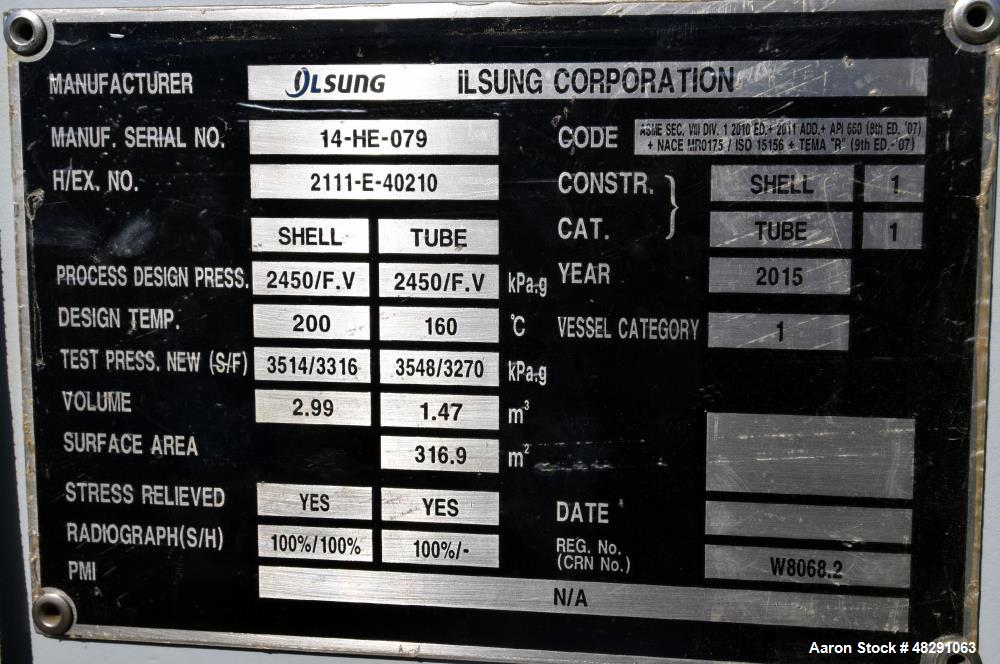 MANUFACTURER ILSUNG iLSUNG CORPORATION
MANUF. SERIAL NO. 14-HE-079
CODE ASME SEC. VIII DIV. 1 2010 ED.+ 2011 ADD.+ API 660 (8th ED. '07)
+ NACE MR0175 / ISO 15156 + TEMA "R" (9th ED.-'07)
H/EX. NO. 2111-E-40210
CONSTR. SHELL 1
CAT. TUBE 1
SHELL TUBE
PROCESS DESIGN PRESS. 2450/F.V 2450/F.V kPa,g
YEAR 2015
DESIGN TEMP. 200 160 ℃
VESSEL CATEGORY 1
TEST PRESS. NEW (S/F) 3514/3316 3548/3270 kPa,g
VOLUME 2.99 1.47 m³
SURFACE AREA 316.9 m²
STRESS RELIEVED YES YES
DATE
RADIOGRAPH(S/H) 100%/100% 100%/-
REG. No.
(CRN No.) W8068.2
PMI N/A
Aaron Stock # 48291063